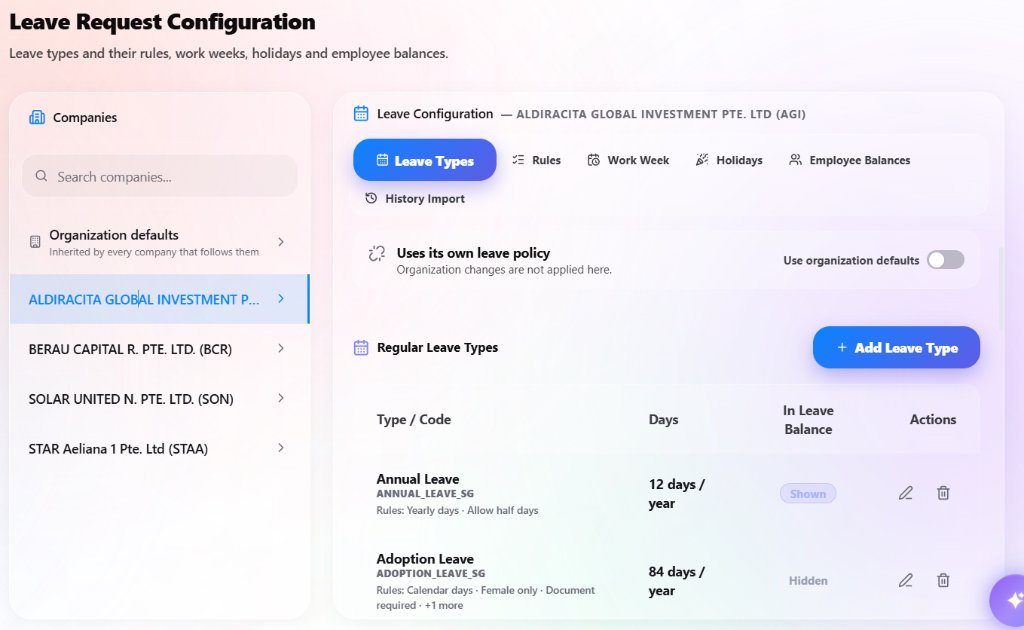 Leave Request Configuration
Leave types and their rules, work weeks, holidays and employee balances.
Companies
Search companies...
Organization defaults
Inherited by every company that follows them
ALDIRACITA GLOBAL INVESTMENT P...
BERAU CAPITAL R. PTE. LTD. (BCR)
SOLAR UNITED N. PTE. LTD. (SON)
STAR Aeliana 1 Pte. Ltd (STAA)
Leave Configuration — ALDIRACITA GLOBAL INVESTMENT PTE. LTD (AGI)
Leave Types Rules Work Week Holidays Employee Balances
History Import
Uses its own leave policy
Organization changes are not applied here.
Use organization defaults
Regular Leave Types
+ Add Leave Type
Type / Code Days In Leave Balance Actions
Annual Leave
ANNUAL_LEAVE_SG
Rules: Yearly days · Allow half days
12 days /
year
Shown
Adoption Leave
ADOPTION_LEAVE_SG
Rules: Calendar days · Female only · Document
required · +1 more
84 days /
year
Hidden